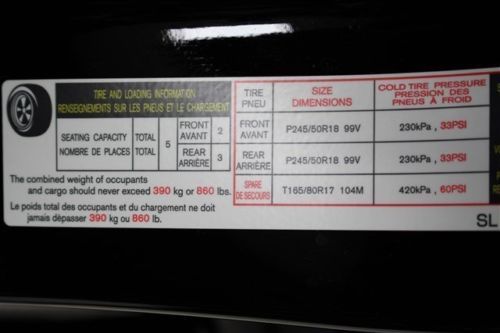 TIRE AND LOADING INFORMATION
RENSEIGNEMENTS SUR LES PNEUS ET LE CHARGEMENT
SEATING CAPACITY TOTAL 5 FRONT AVANT 2
NOMBRE DE PLACES TOTAL REAR ARRIÈRE 3
The combined weight of occupants
and cargo should never exceed 390 kg or 860 lbs.
Le poids total des occupants et du chargement ne doit
jamais dépasser 390 kg ou 860 lb.
TIRE PNEU SIZE DIMENSIONS COLD TIRE PRESSURE PRESSION DES PNEUS À FROID
FRONT AVANT P245/50R18 99V 230kPa, 33PSI
REAR ARRIÈRE P245/50R18 99V 230kPa, 33PSI
SPARE DE SECOURS T165/80R17 104M 420kPa, 60PSI
SL